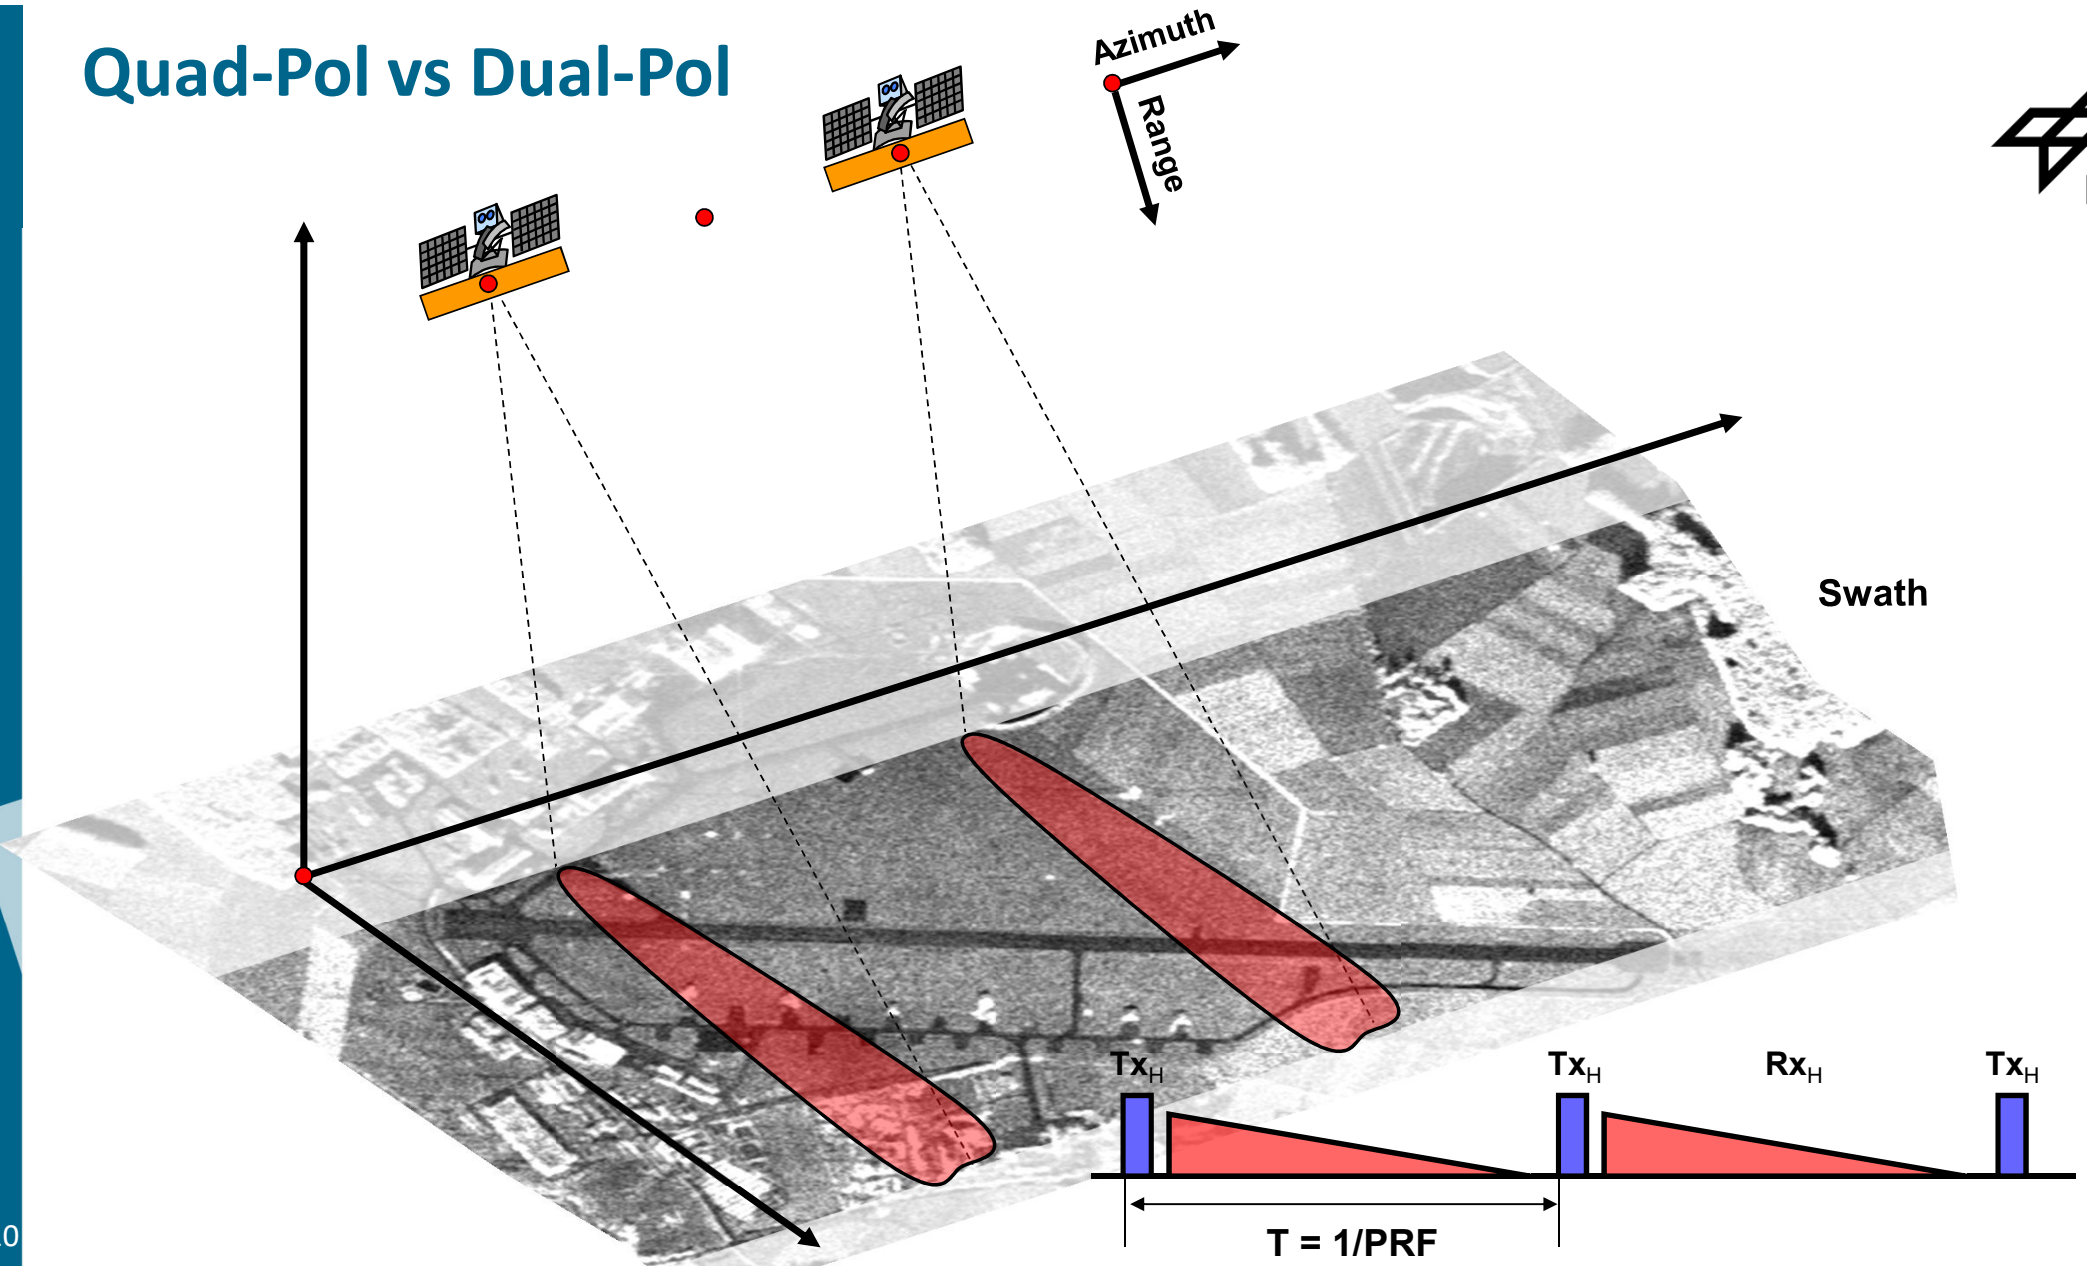 Quad-Pol vs Dual-Pol
Azimuth
Range
Swath
TxH
TxH
RxH
TxH
T = 1/PRF